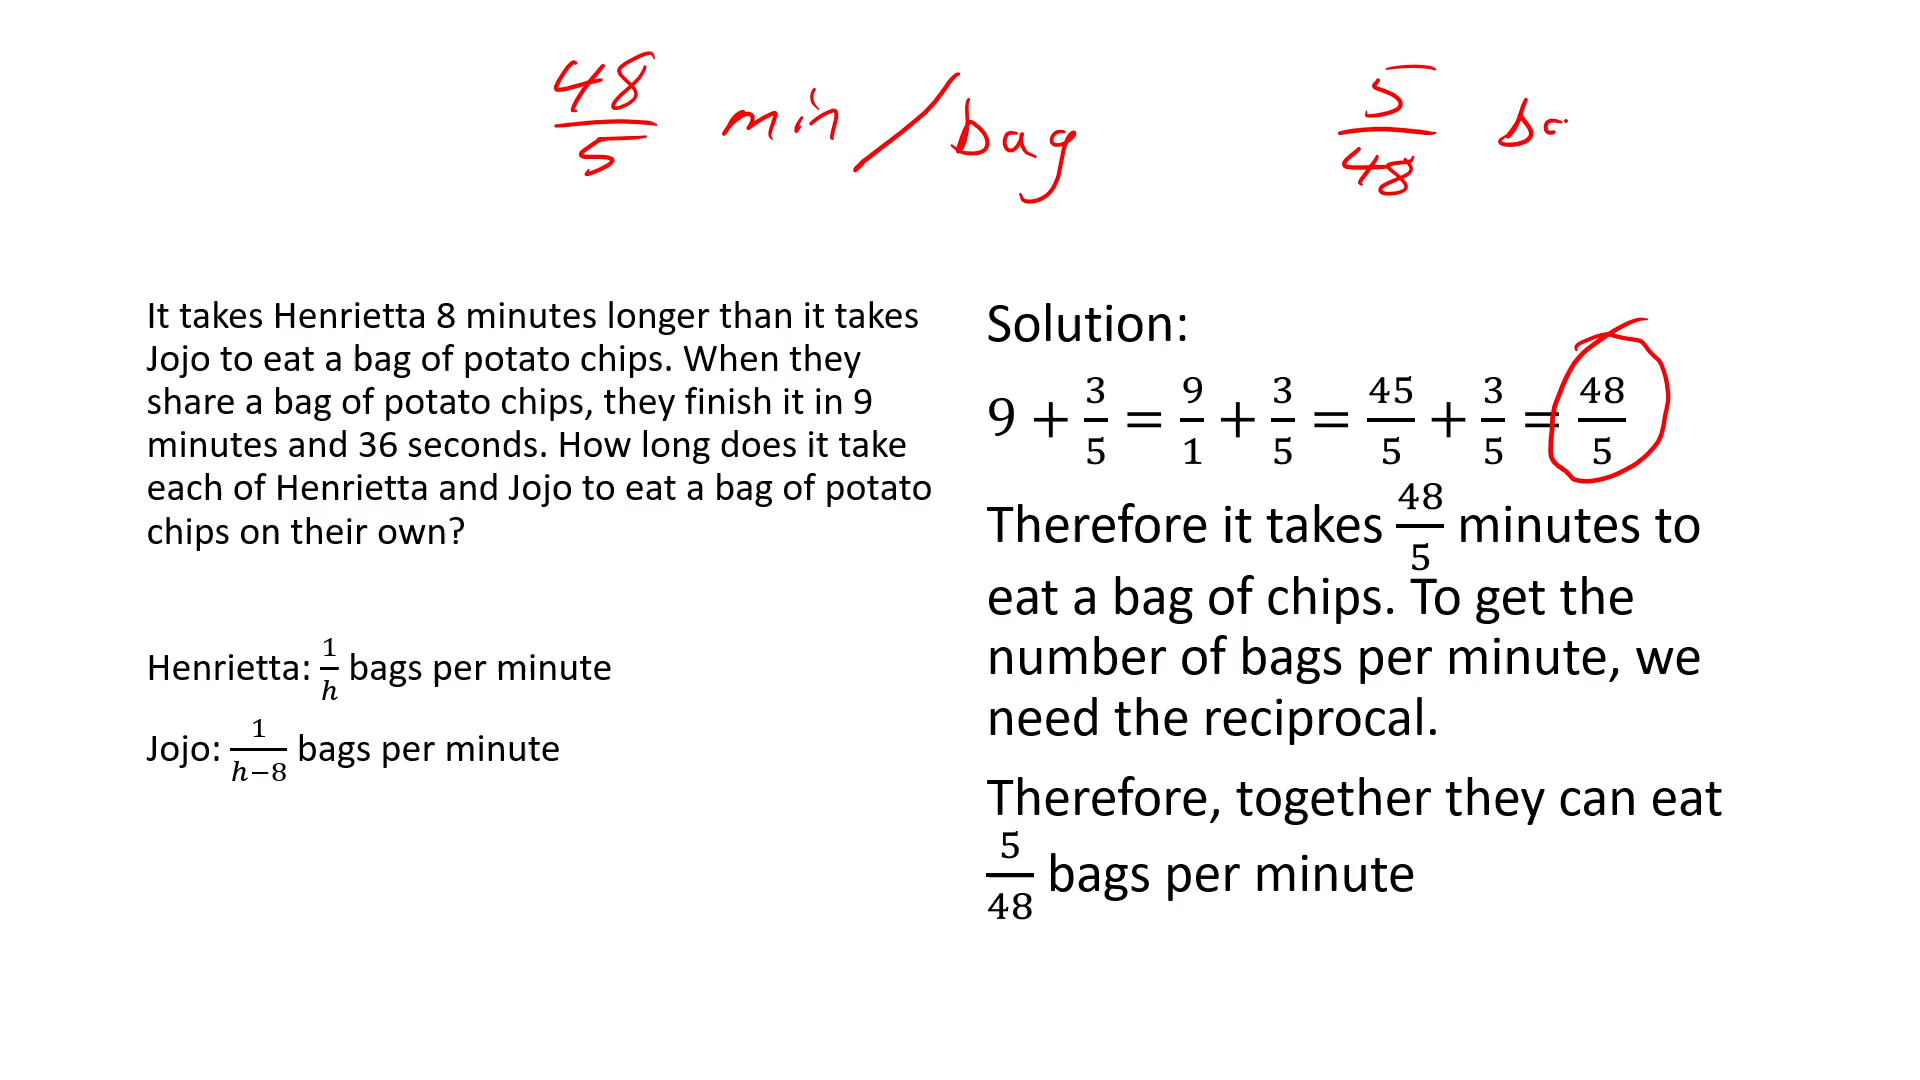 48/5 min/bag 5/48 ba
It takes Henrietta 8 minutes longer than it takes
Jojo to eat a bag of potato chips. When they
share a bag of potato chips, they finish it in 9
minutes and 36 seconds. How long does it take
each of Henrietta and Jojo to eat a bag of potato
chips on their own?
Henrietta: 1/h bags per minute
Jojo: 1/(h−8) bags per minute
Solution:
9 + 3/5 = 9/1 + 3/5 = 45/5 + 3/5 = 48/5
Therefore it takes 48/5 minutes to
eat a bag of chips. To get the
number of bags per minute, we
need the reciprocal.
Therefore, together they can eat
5/48 bags per minute